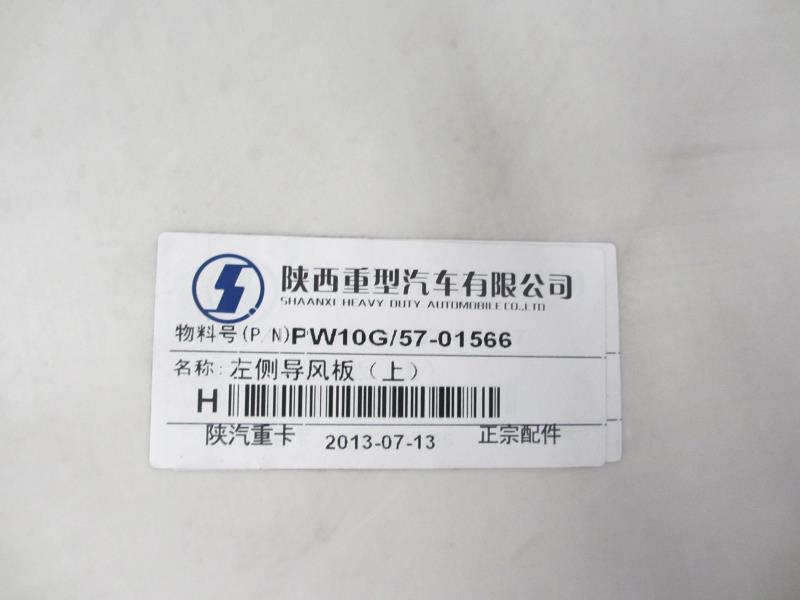 陕西重型汽车有限公司
SHAANXI HEAVY DUTY AUTOMOBILE CO.,LTD
物料号(P/N)PW10G/57-01566
名称:左侧导风板（上）
H
陕汽重卡 2013-07-13 正宗配件